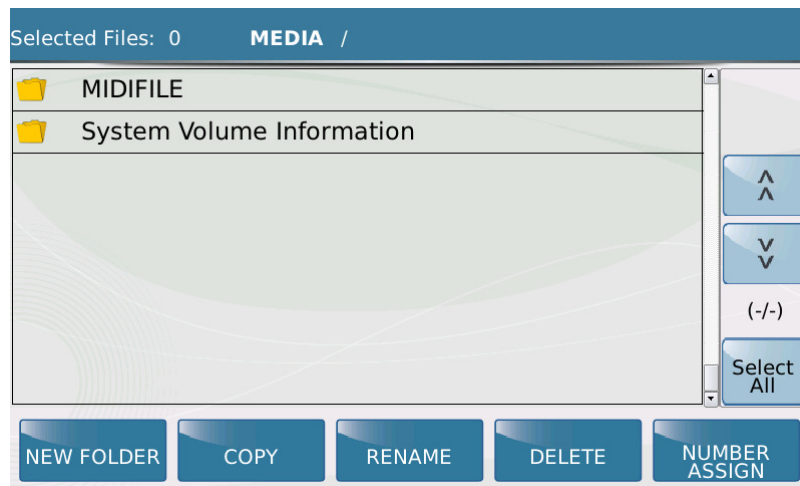 Selected Files: 0 MEDIA /
MIDIFILE
System Volume Information
(-/-)
Select
All
NEW FOLDER COPY RENAME DELETE NUMBER
ASSIGN